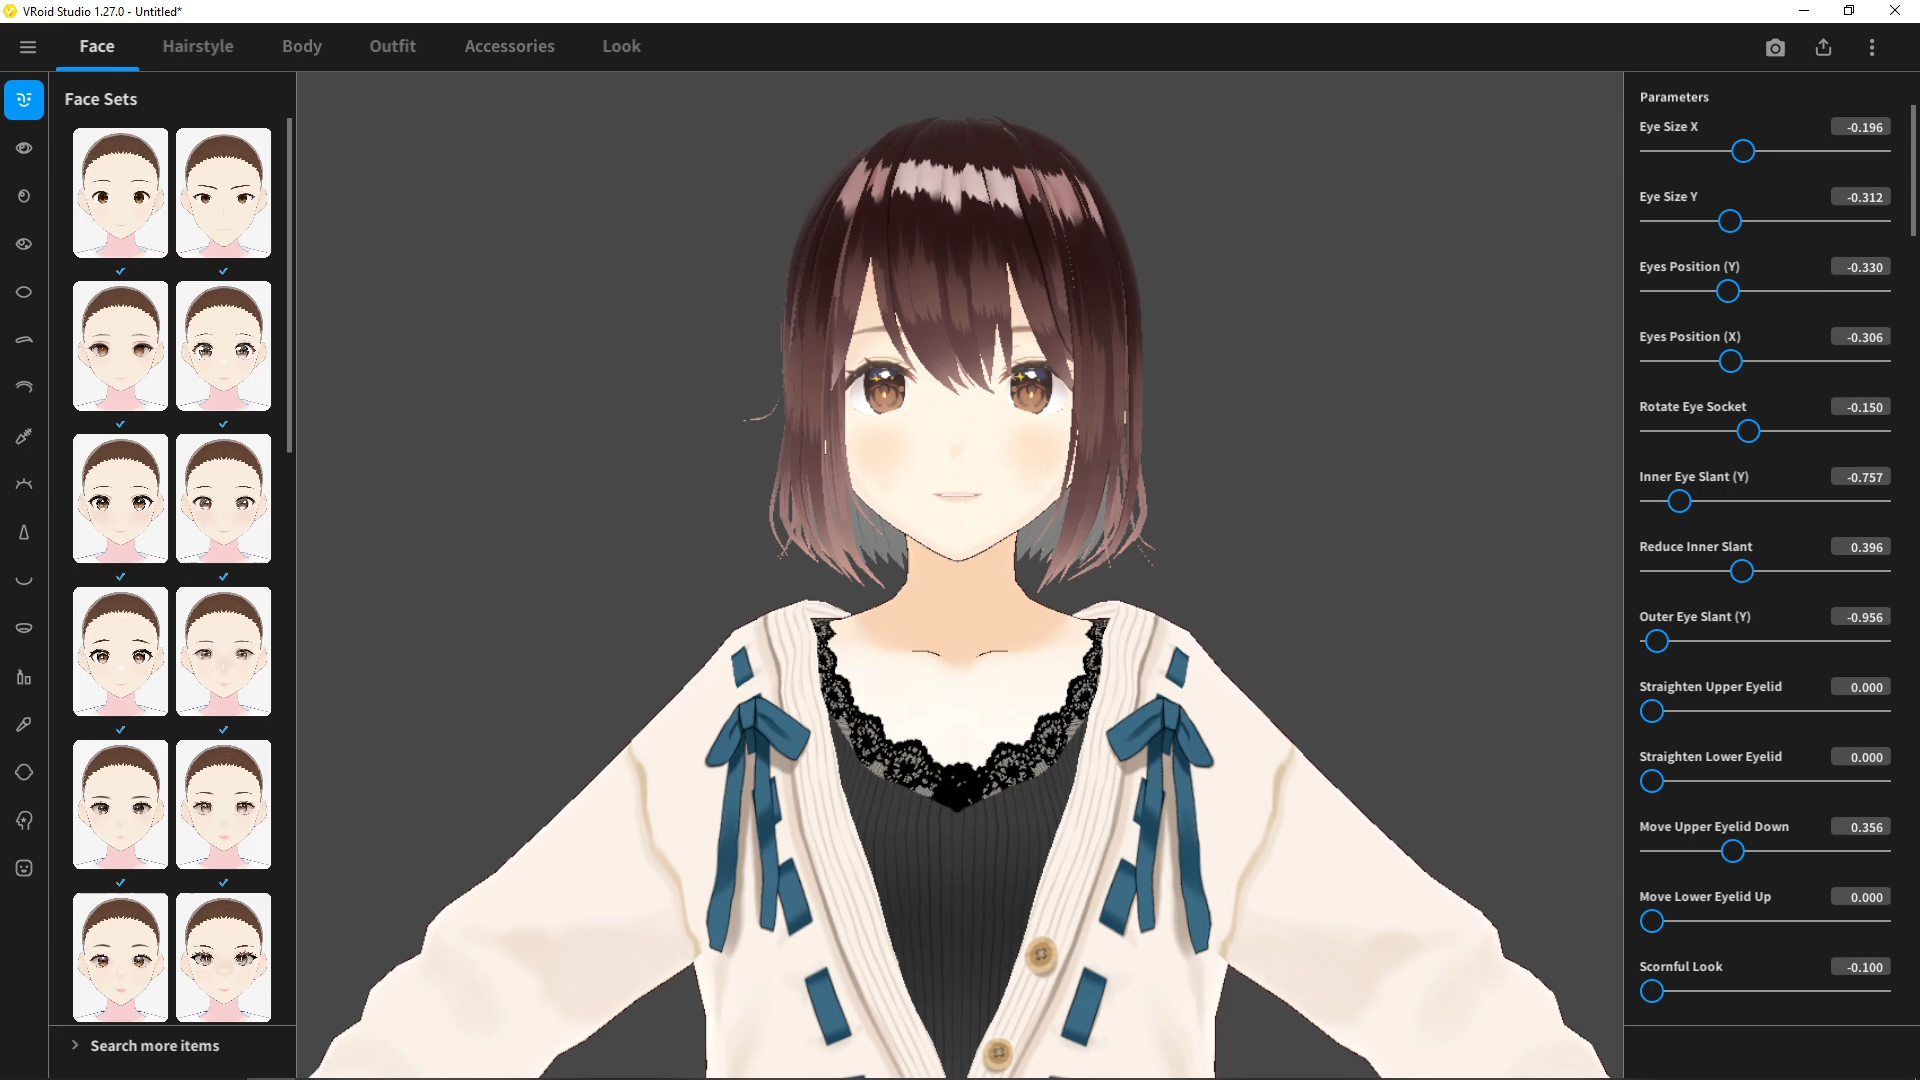 VRoid Studio 1.27.0 - Untitled*
Face
Hairstyle
Body
Outfit
Accessories
Look
Face Sets
Search more items
Parameters
Eye Size X
-0.196
Eye Size Y
-0.312
Eyes Position (Y)
-0.330
Eyes Position (X)
-0.306
Rotate Eye Socket
-0.150
Inner Eye Slant (Y)
-0.757
Reduce Inner Slant
0.396
Outer Eye Slant (Y)
-0.956
Straighten Upper Eyelid
0.000
Straighten Lower Eyelid
0.000
Move Upper Eyelid Down
0.356
Move Lower Eyelid Up
0.000
Scornful Look
-0.100